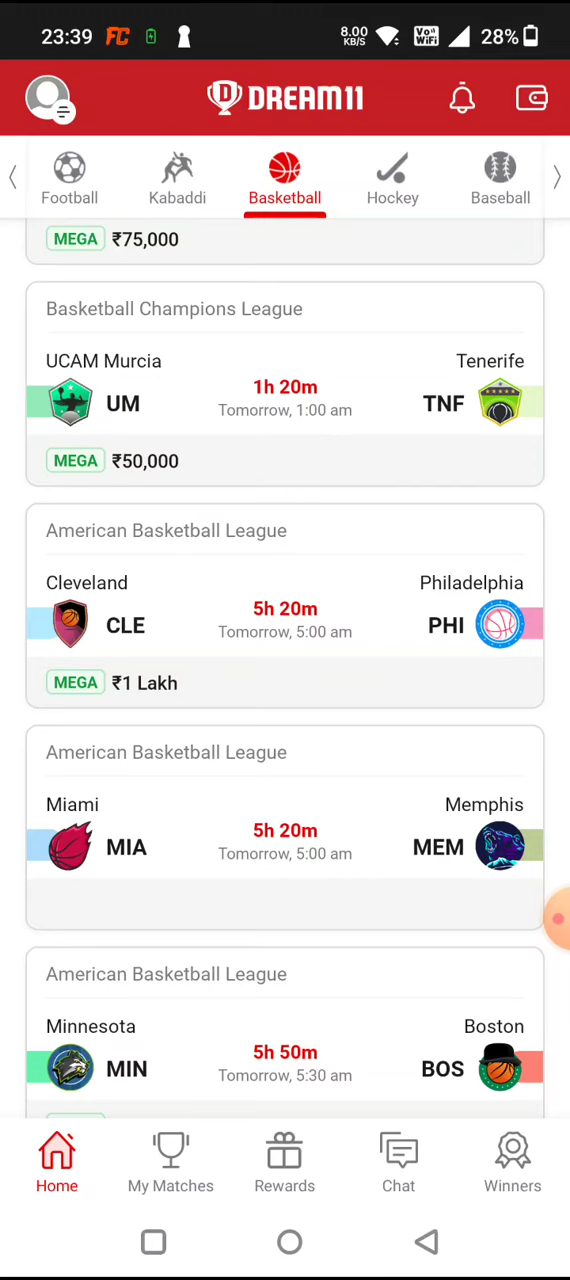 23:39 FC 8.00 KB/S Vo)) WiFi 28%
DREAM11
Football Kabaddi Basketball Hockey Baseball
MEGA ₹75,000
Basketball Champions League
UCAM Murcia Tenerife
1h 20m
UM TNF
Tomorrow, 1:00 am
MEGA ₹50,000
American Basketball League
Cleveland Philadelphia
5h 20m
CLE PHI
Tomorrow, 5:00 am
MEGA ₹1 Lakh
American Basketball League
Miami Memphis
5h 20m
MIA MEM
Tomorrow, 5:00 am
American Basketball League
Minnesota Boston
5h 50m
MIN BOS
Tomorrow, 5:30 am
Home My Matches Rewards Chat Winners